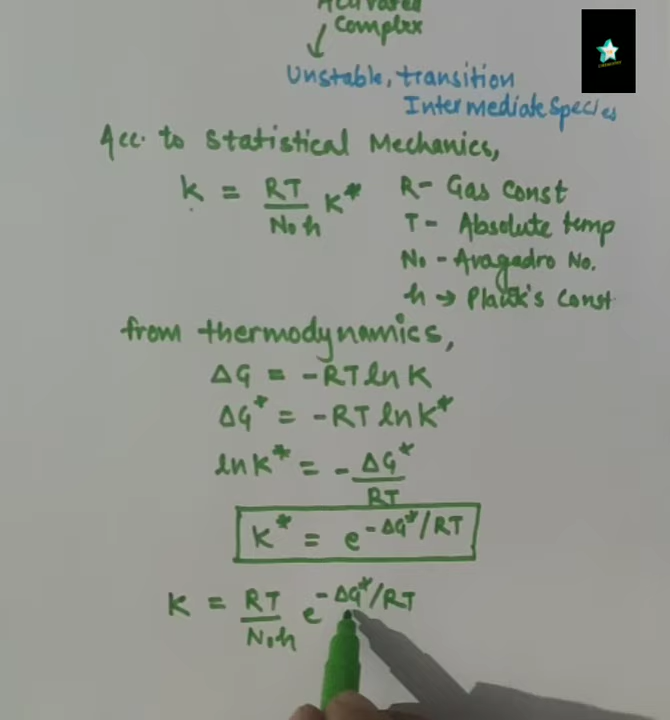 Activated
Complex
Unstable, transition
Intermediate Species
Acc. to Statistical Mechanics,
k = RT/N₀h K*
R- Gas Const
T- Absolute temp
N₀ - Avagadro No.
h → Plank's Const
from thermodynamics,
ΔG = -RT ln K
ΔG* = -RT ln K*
ln K* = - ΔG*/RT
K* = e^-ΔG*/RT
K = RT/N₀h e^-ΔG*/RT